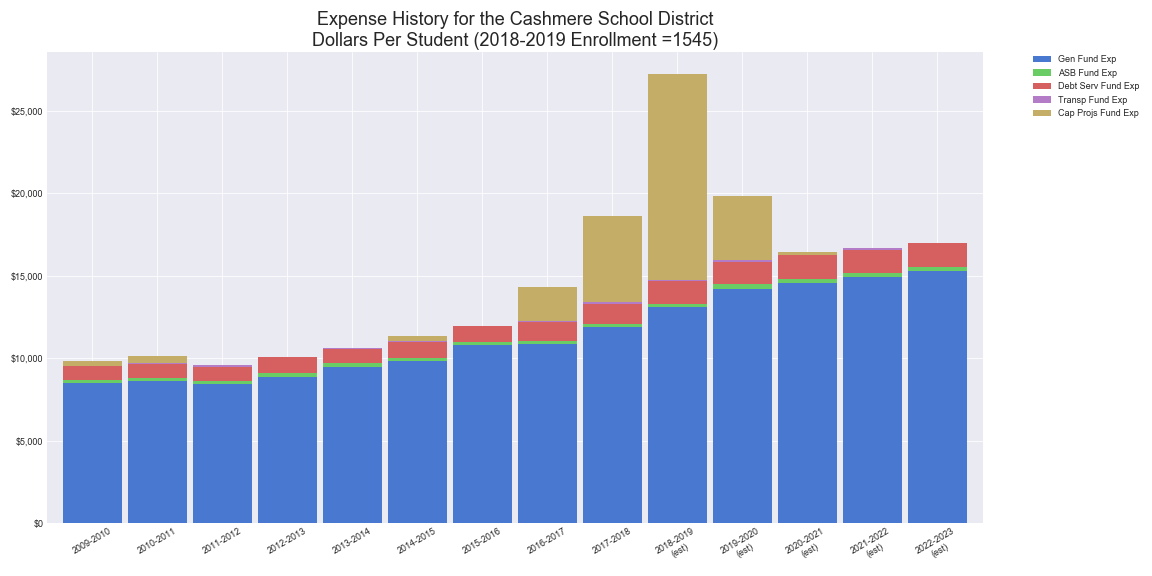 Expense History for the Cashmere School District
Dollars Per Student (2018-2019 Enrollment =1545)
Gen Fund Exp
ASB Fund Exp
Debt Serv Fund Exp
Transp Fund Exp
Cap Projs Fund Exp
$25,000
$20,000
$15,000
$10,000
$5,000
$0
2009-2010
2010-2011
2011-2012
2012-2013
2013-2014
2014-2015
2015-2016
2016-2017
2017-2018
2018-2019
(est)
2019-2020
(est)
2020-2021
(est)
2021-2022
(est)
2022-2023
(est)